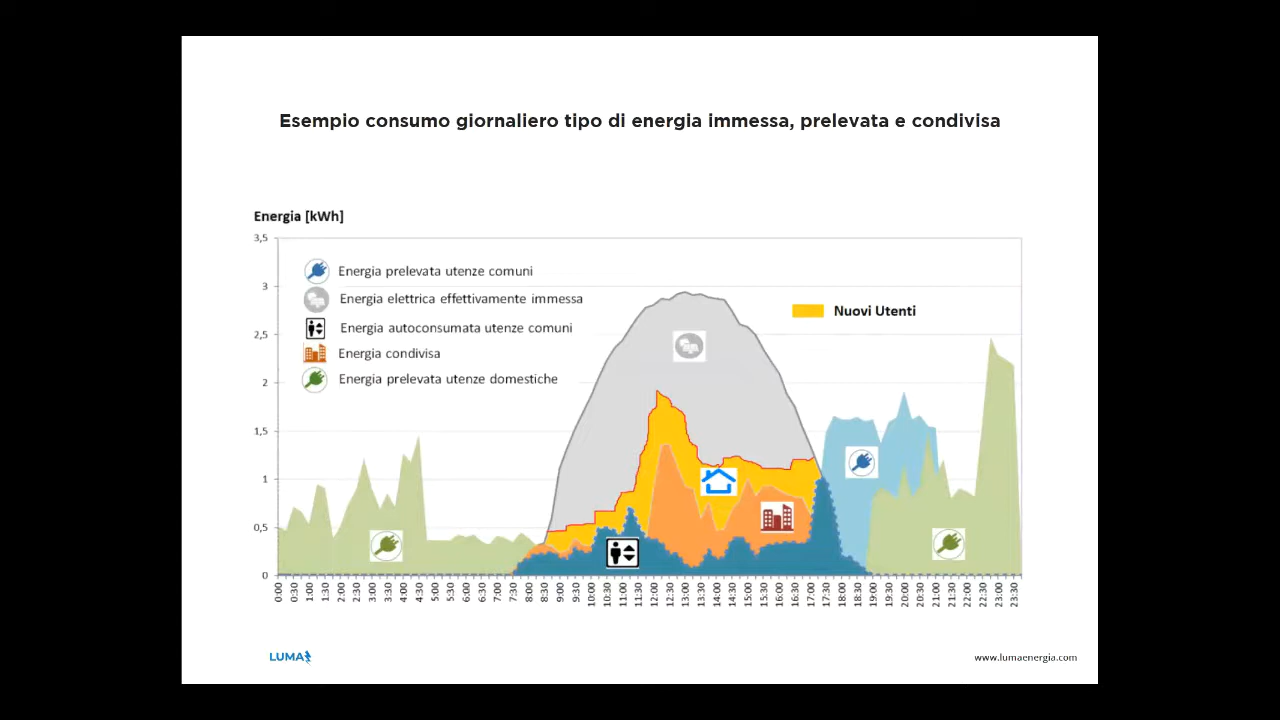 Esempio consumo giornaliero tipo di energia immessa, prelevata e condivisa
Energia [kWh]
3,5
3
2,5
2
1,5
1
0,5
0
Energia prelevata utenze comuni
Energia elettrica effettivamente immessa
Energia autoconsumata utenze comuni
Energia condivisa
Energia prelevata utenze domestiche
Nuovi Utenti
0:00 0:30 1:00 1:30 2:00 2:30 3:00 3:30 4:00 4:30 5:00 5:30 6:00 6:30 7:00 7:30 8:00 8:30 9:00 9:30 10:00 10:30 11:00 11:30 12:00 12:30 13:00 13:30 14:00 14:30 15:00 15:30 16:00 16:30 17:00 17:30 18:00 18:30 19:00 19:30 20:00 20:30 21:00 21:30 22:00 22:30 23:00 23:30
LUMA
www.lumaenergia.com